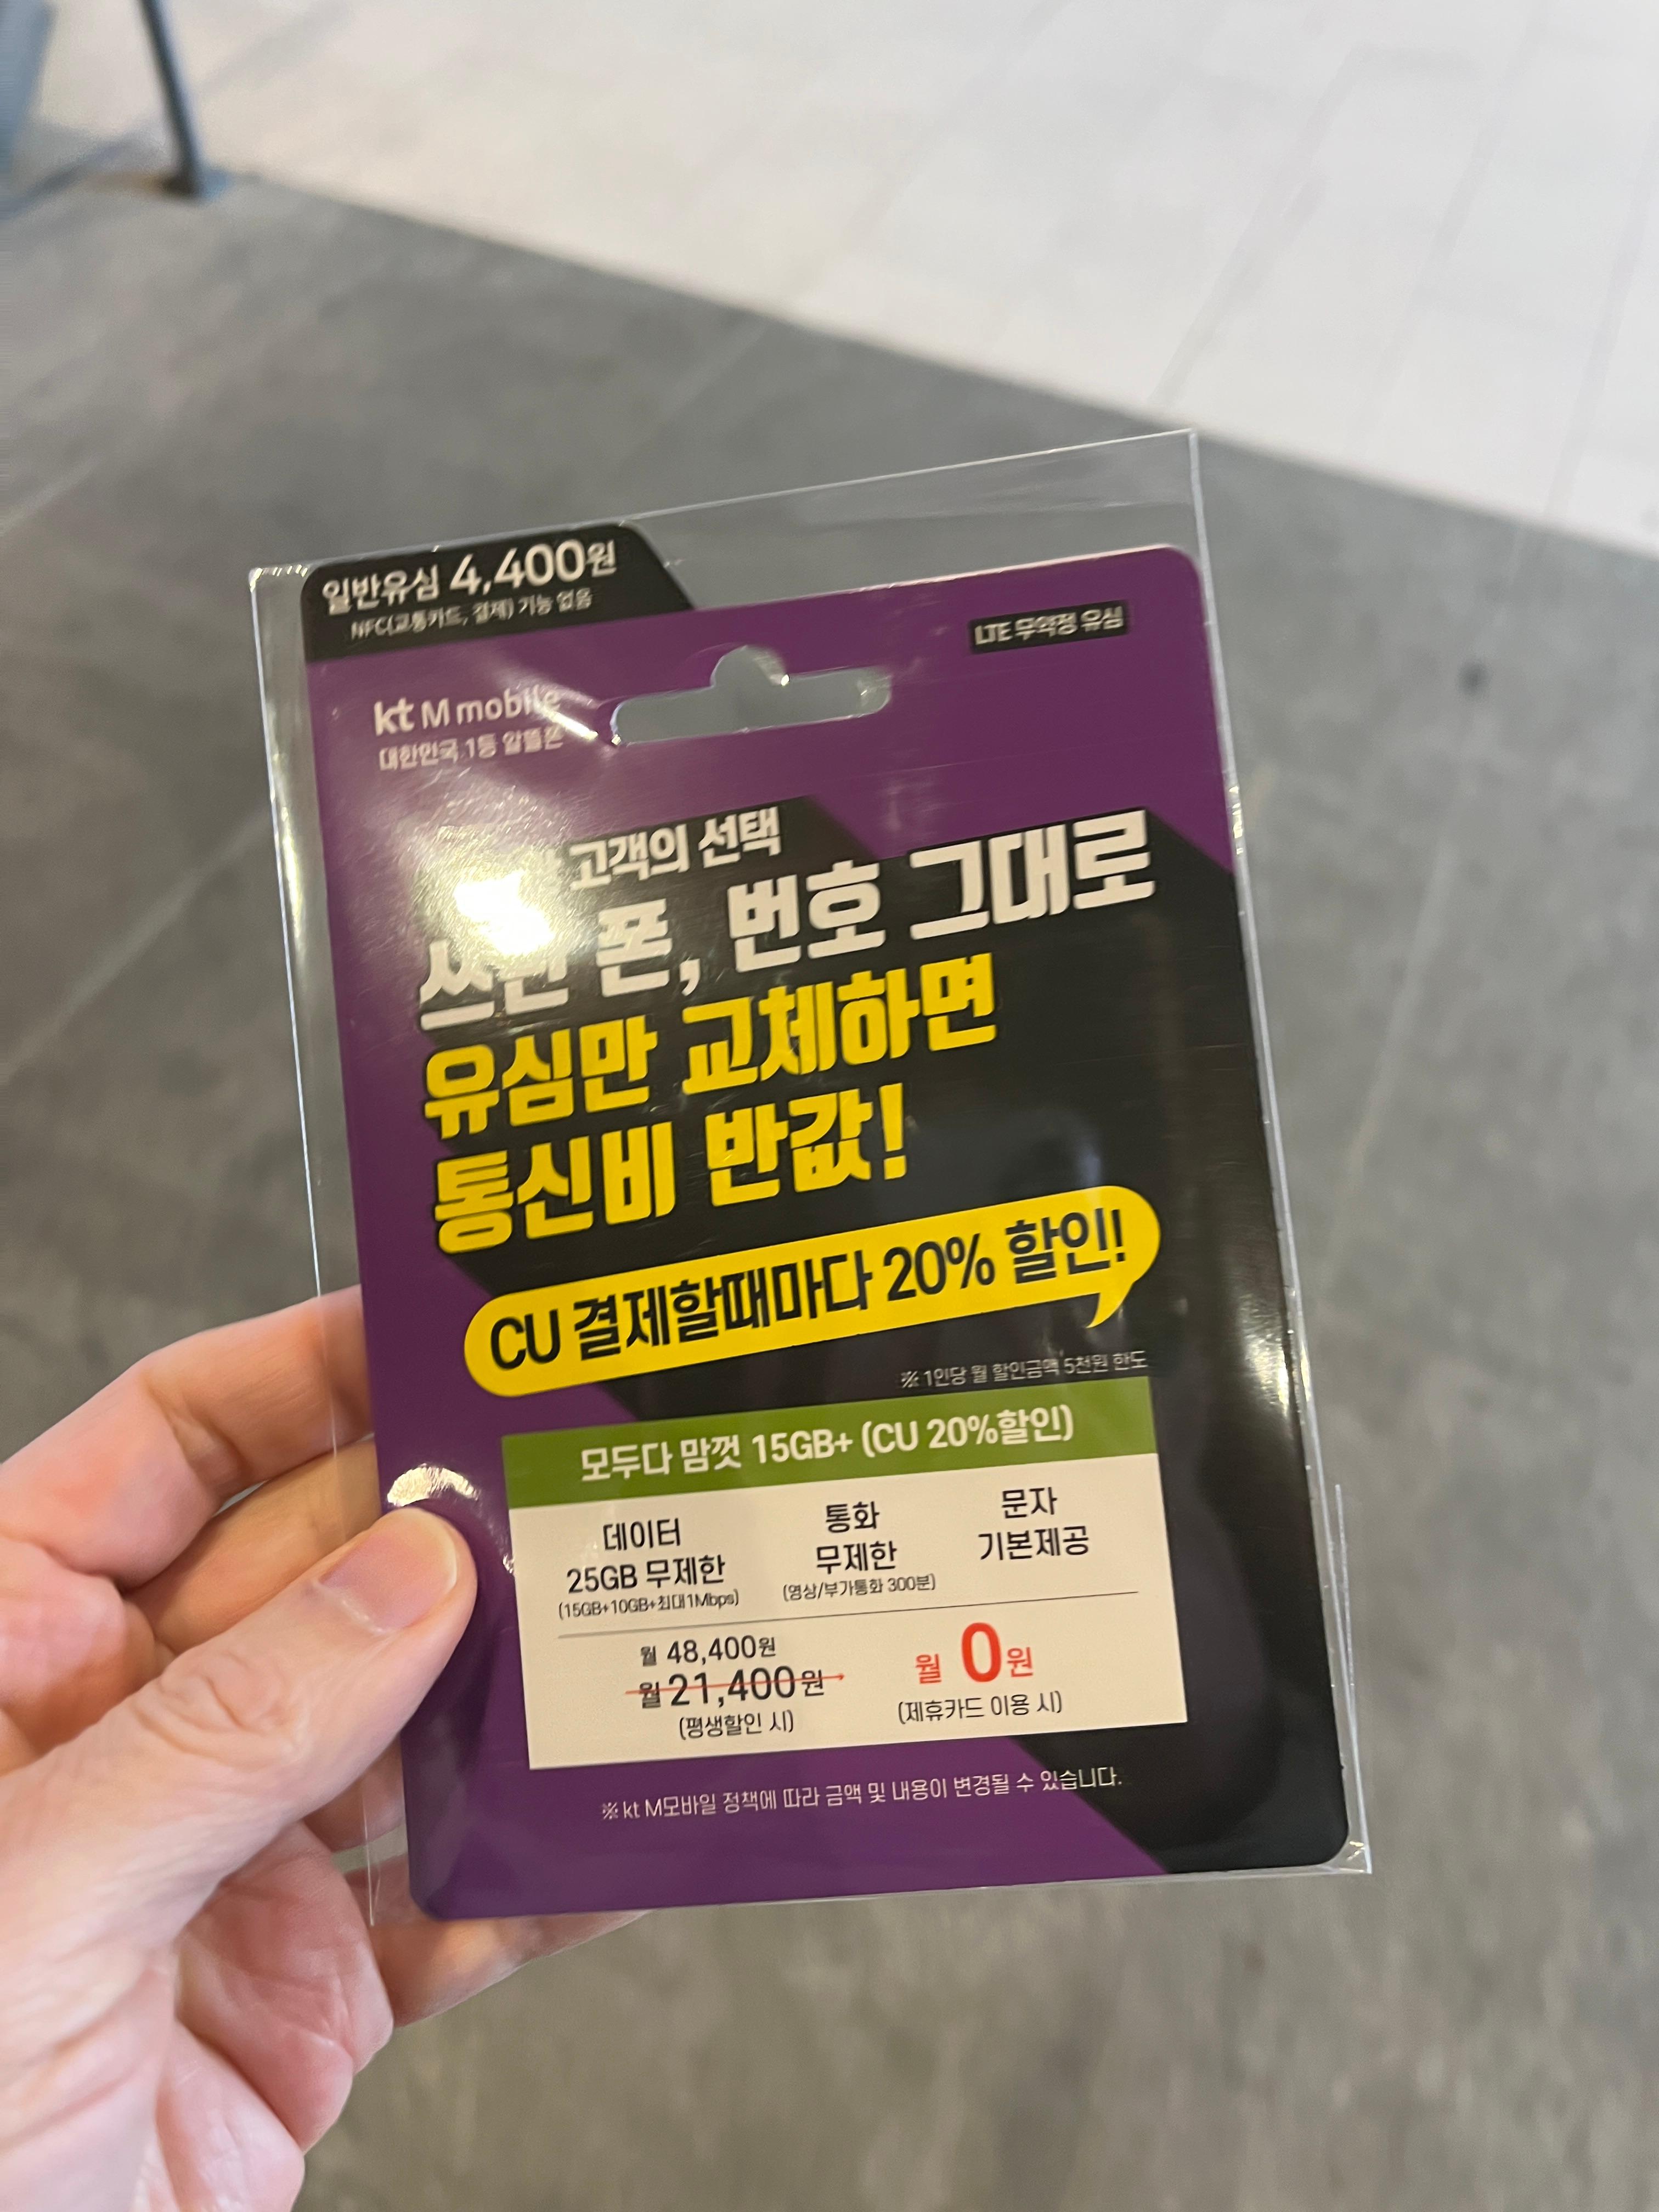 일반유심 4,400원
NFC(교통카드, 결제) 기능 없음
LTE 무약정 유심
kt M mobile
대한민국 1등 알뜰폰
고객의 선택
쓰던 폰, 번호 그대로
유심만 교체하면
통신비 반값!
CU 결제할때마다 20% 할인!
※ 1인당 월 할인금액 5천원 한도
모두다 맘껏 15GB+ (CU 20%할인)
데이터
25GB 무제한
(15GB+10GB+최대1Mbps)
통화
무제한
(영상/부가통화 300분)
문자
기본제공
월 48,400원
월 21,400원
(평생할인 시)
월 0원
(제휴카드 이용 시)
※ kt M모바일 정책에 따라 금액 및 내용이 변경될 수 있습니다.